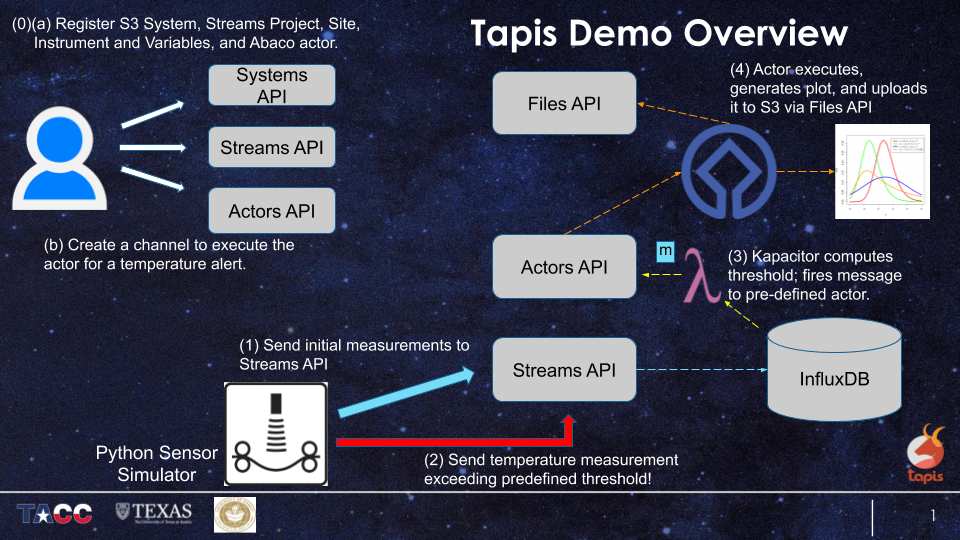 Tapis Demo Overview
(0)(a) Register S3 System, Streams Project, Site,
Instrument and Variables, and Abaco actor.
Systems
API
Streams API
Actors API
(b) Create a channel to execute the
actor for a temperature alert.
(4) Actor executes,
generates plot, and uploads
it to S3 via Files API
Files API
Actors API
m
λ
(3) Kapacitor computes
threshold; fires message
to pre-defined actor.
(1) Send initial measurements to
Streams API
Streams API
InfluxDB
Python Sensor
Simulator
(2) Send temperature measurement
exceeding predefined threshold!
tapis
TACC
TEXAS
The University of Texas at Austin
1